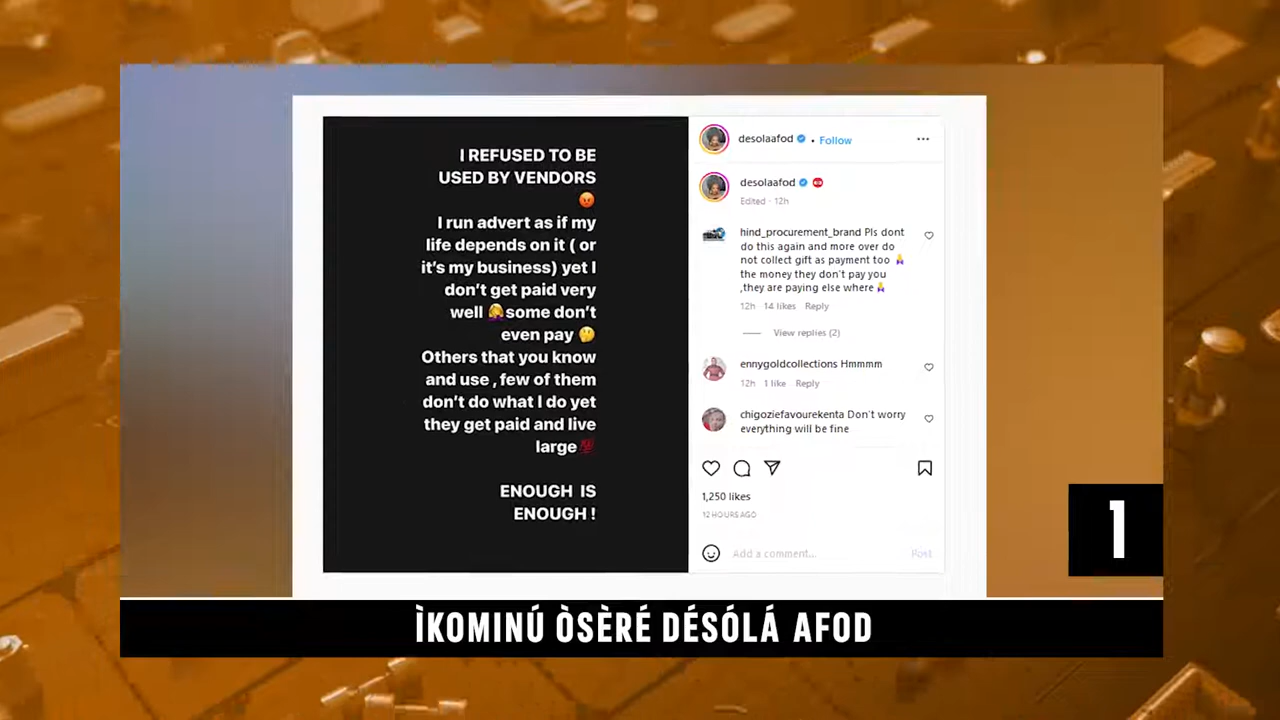 I REFUSED TO BE
USED BY VENDORS
😡
I run advert as if my
life depends on it ( or
it's my business) yet I
don't get paid very
well 🤦‍♀️some don't
even pay 🤔
Others that you know
and use , few of them
don't do what I do yet
they get paid and live
large 💯
ENOUGH IS
ENOUGH !
desolaafod • Follow
desolaafod
Edited · 12h
hind_procurement_brand Pls dont
do this again and more over do
not collect gift as payment too 🙏
the money they don't pay you
,they are paying else where 🙏
12h 14 likes Reply
View replies (2)
ennygoldcollections Hmmmm
12h 1 like Reply
chigoziefavourekenta Don't worry
everything will be fine
1,250 likes
12 HOURS AGO
Add a comment... Post
1
ÌKOMINÚ ÒSÈRÉ DÉSÓLÁ AFOD